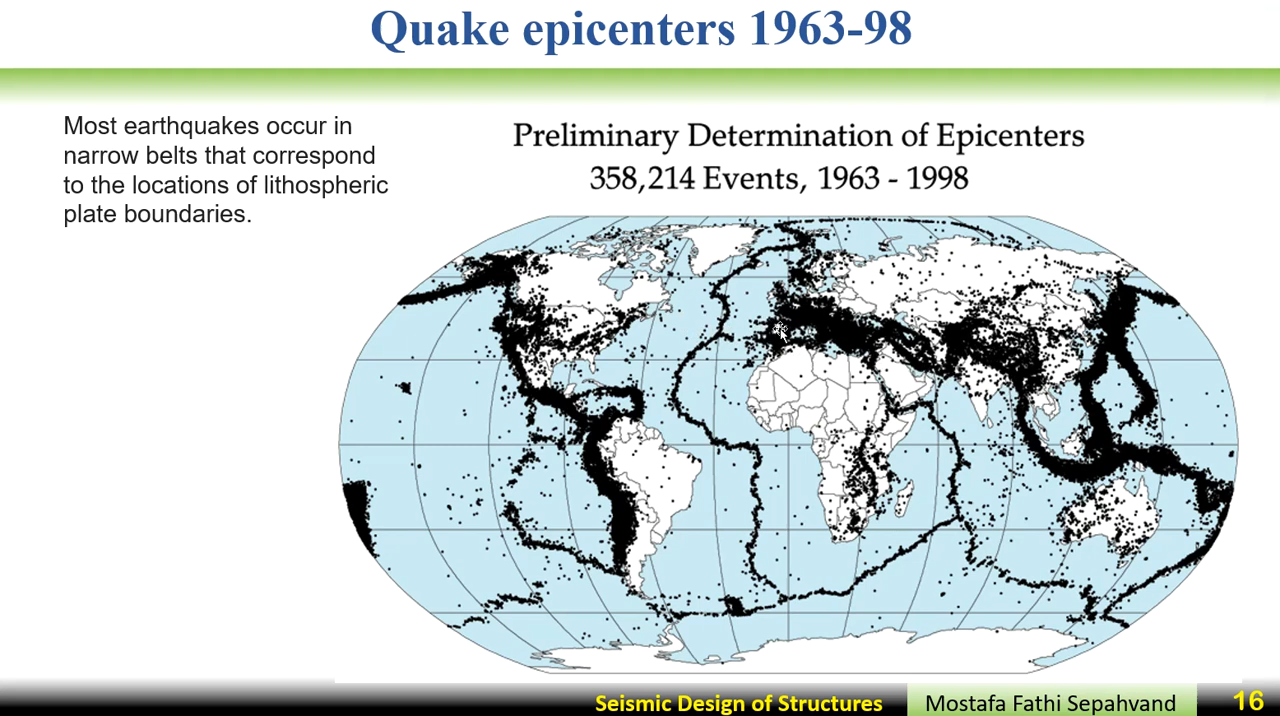 Quake epicenters 1963-98
Most earthquakes occur in
narrow belts that correspond
to the locations of lithospheric
plate boundaries.
Preliminary Determination of Epicenters
358,214 Events, 1963 - 1998
Seismic Design of Structures
Mostafa Fathi Sepahvand
16